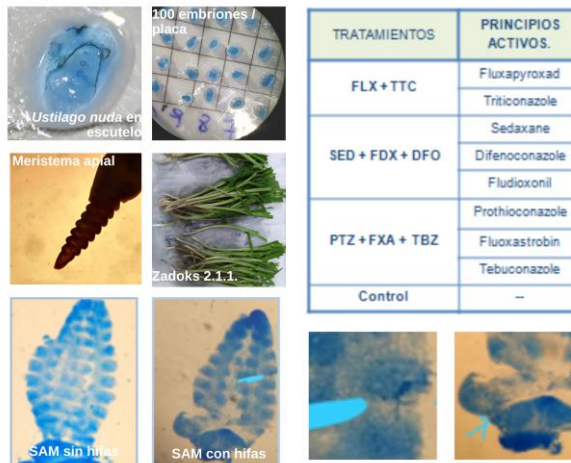 Ustilago nuda en
escutelo
100 embriones /
placa
Meristema apial
Zadoks 2.1.1.
SAM sin hifas
SAM con hifas
TRATAMIENTOS
PRINCIPIOS
ACTIVOS.
FLX + TTC
Fluxapyroxad
Triticonazole
SED + FDX + DFO
Sedaxane
Difenoconazole
Fludioxonil
PTZ + FXA + TBZ
Prothioconazole
Fluoxastrobin
Tebuconazole
Control
--